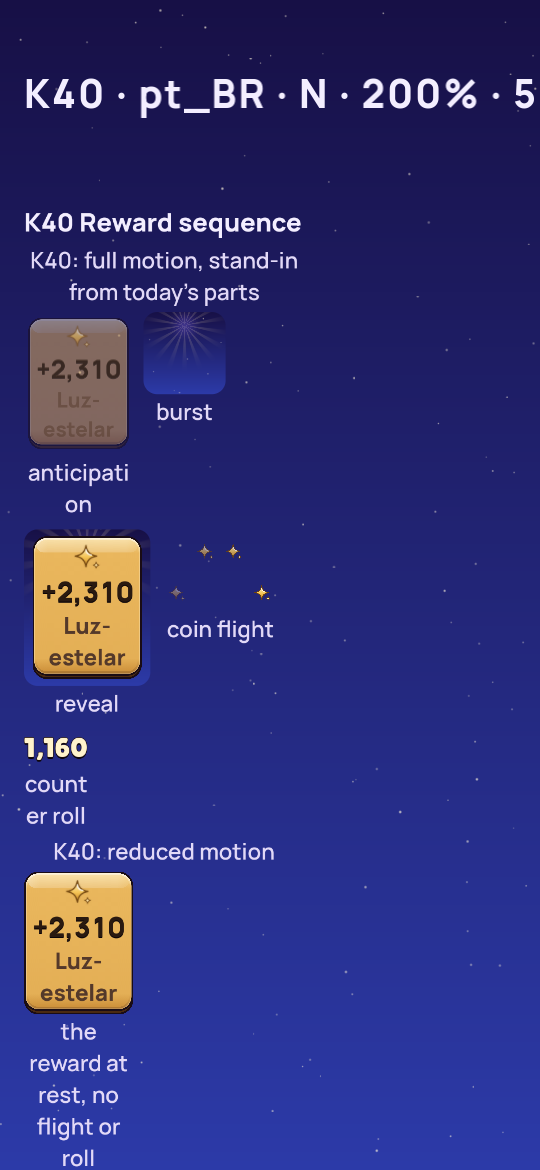 K40 · pt_BR · N · 200% · 5
K40 Reward sequence
K40: full motion, stand-in
from today's parts
+2,310
Luz-
estelar
anticipati
on
burst
+2,310
Luz-
estelar
reveal
coin flight
1,160
count
er roll
K40: reduced motion
+2,310
Luz-
estelar
the
reward at
rest, no
flight or
roll